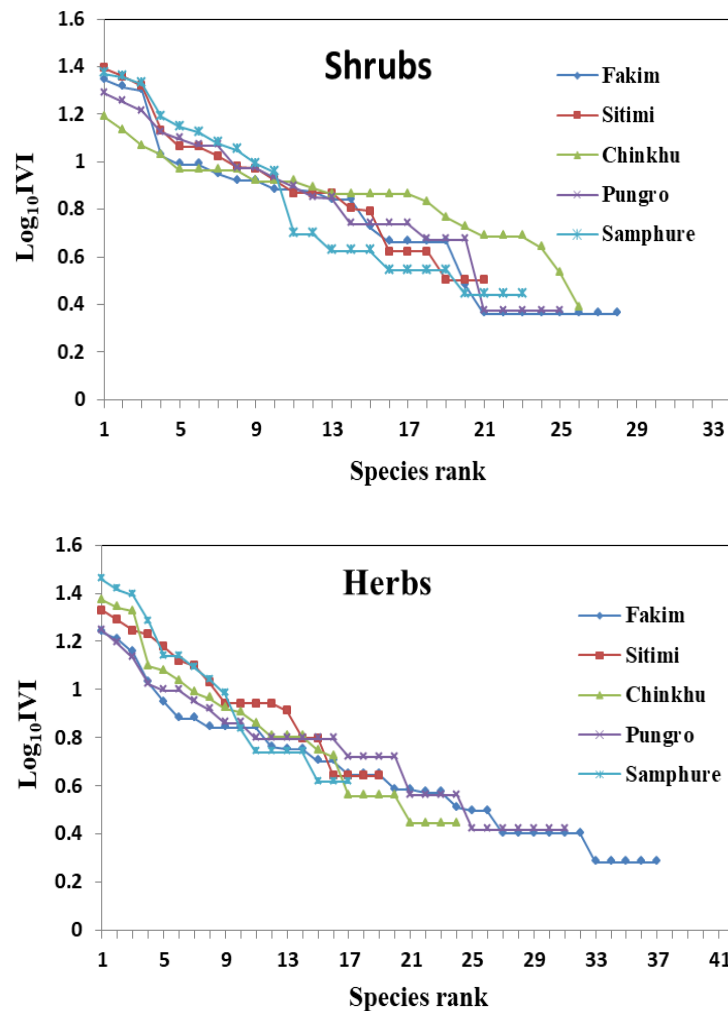 Shrubs
Log10IVI
1.6
1.4
1.2
1
0.8
0.6
0.4
0.2
0
1 5 9 13 17 21 25 29 33
Species rank
Fakim
Sitimi
Chinkhu
Pungro
Samphure
Herbs
Log10IVI
1.6
1.4
1.2
1
0.8
0.6
0.4
0.2
0
1 5 9 13 17 21 25 29 33 37 41
Species rank
Fakim
Sitimi
Chinkhu
Pungro
Samphure